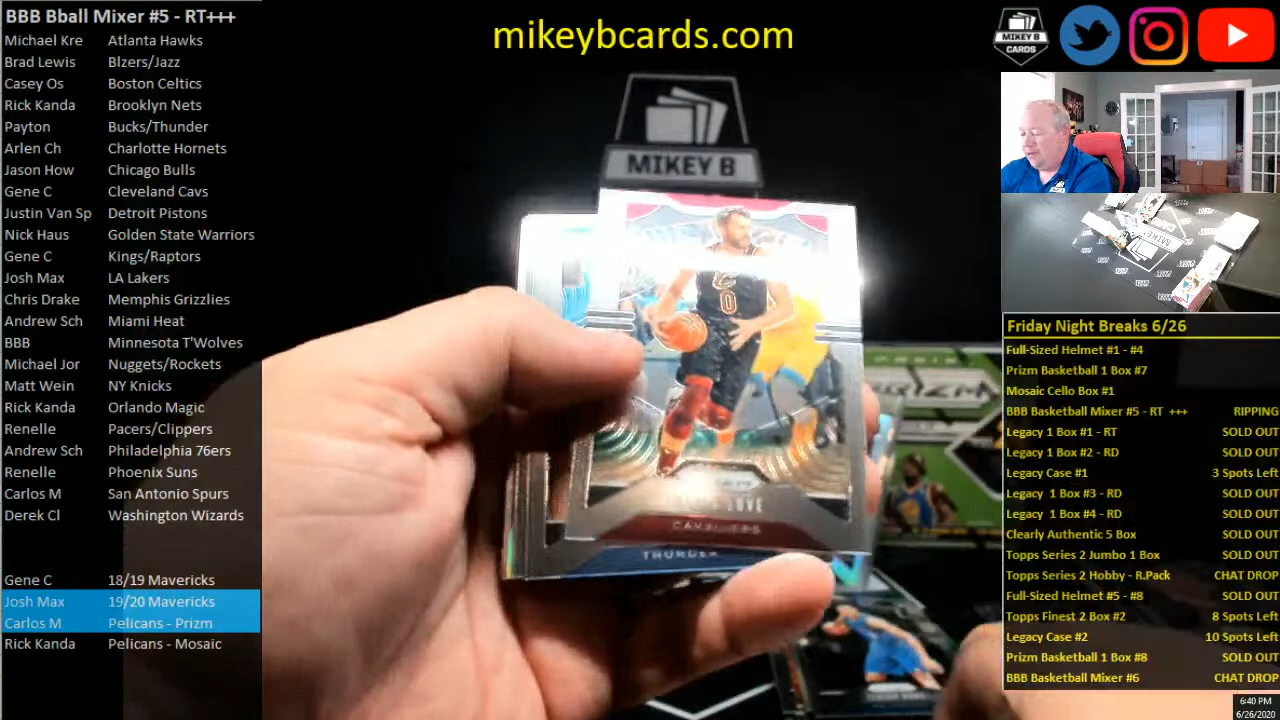 BBB Bball Mixer #5 - RT+++
Michael Kre Atlanta Hawks
Brad Lewis Blzers/Jazz
Casey Os Boston Celtics
Rick Kanda Brooklyn Nets
Payton Bucks/Thunder
Arlen Ch Charlotte Hornets
Jason How Chicago Bulls
Gene C Cleveland Cavs
Justin Van Sp Detroit Pistons
Nick Haus Golden State Warriors
Gene C Kings/Raptors
Josh Max LA Lakers
Chris Drake Memphis Grizzlies
Andrew Sch Miami Heat
BBB Minnesota T'Wolves
Michael Jor Nuggets/Rockets
Matt Wein NY Knicks
Rick Kanda Orlando Magic
Renelle Pacers/Clippers
Andrew Sch Philadelphia 76ers
Renelle Phoenix Suns
Carlos M San Antonio Spurs
Derek Cl Washington Wizards
Gene C 18/19 Mavericks
Josh Max 19/20 Mavericks
Carlos M Pelicans - Prizm
Rick Kanda Pelicans - Mosaic
mikeybcards.com
MIKEY B
0
LOVE
CAVALIERS
THUNDER
PRIZM
MIKEY B
CARDS
MIKEY B
Friday Night Breaks 6/26
Full-Sized Helmet #1 - #4
Prizm Basketball 1 Box #7
Mosaic Cello Box #1
BBB Basketball Mixer #5 - RT +++ RIPPING
Legacy 1 Box #1 - RT SOLD OUT
Legacy 1 Box #2 - RD SOLD OUT
Legacy Case #1 3 Spots Left
Legacy 1 Box #3 - RD SOLD OUT
Legacy 1 Box #4 - RD SOLD OUT
Clearly Authentic 5 Box SOLD OUT
Topps Series 2 Jumbo 1 Box SOLD OUT
Topps Series 2 Hobby - R.Pack CHAT DROP
Full-Sized Helmet #5 - #8 SOLD OUT
Topps Finest 2 Box #2 8 Spots Left
Legacy Case #2 10 Spots Left
Prizm Basketball 1 Box #8 SOLD OUT
BBB Basketball Mixer #6 CHAT DROP
6:40 PM
6/26/2020